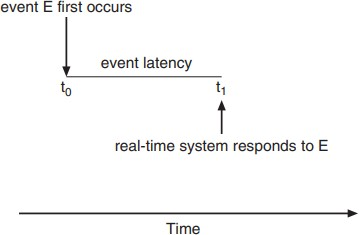 event E first occurs
event latency
t₀ t₁
real-time system responds to E
Time